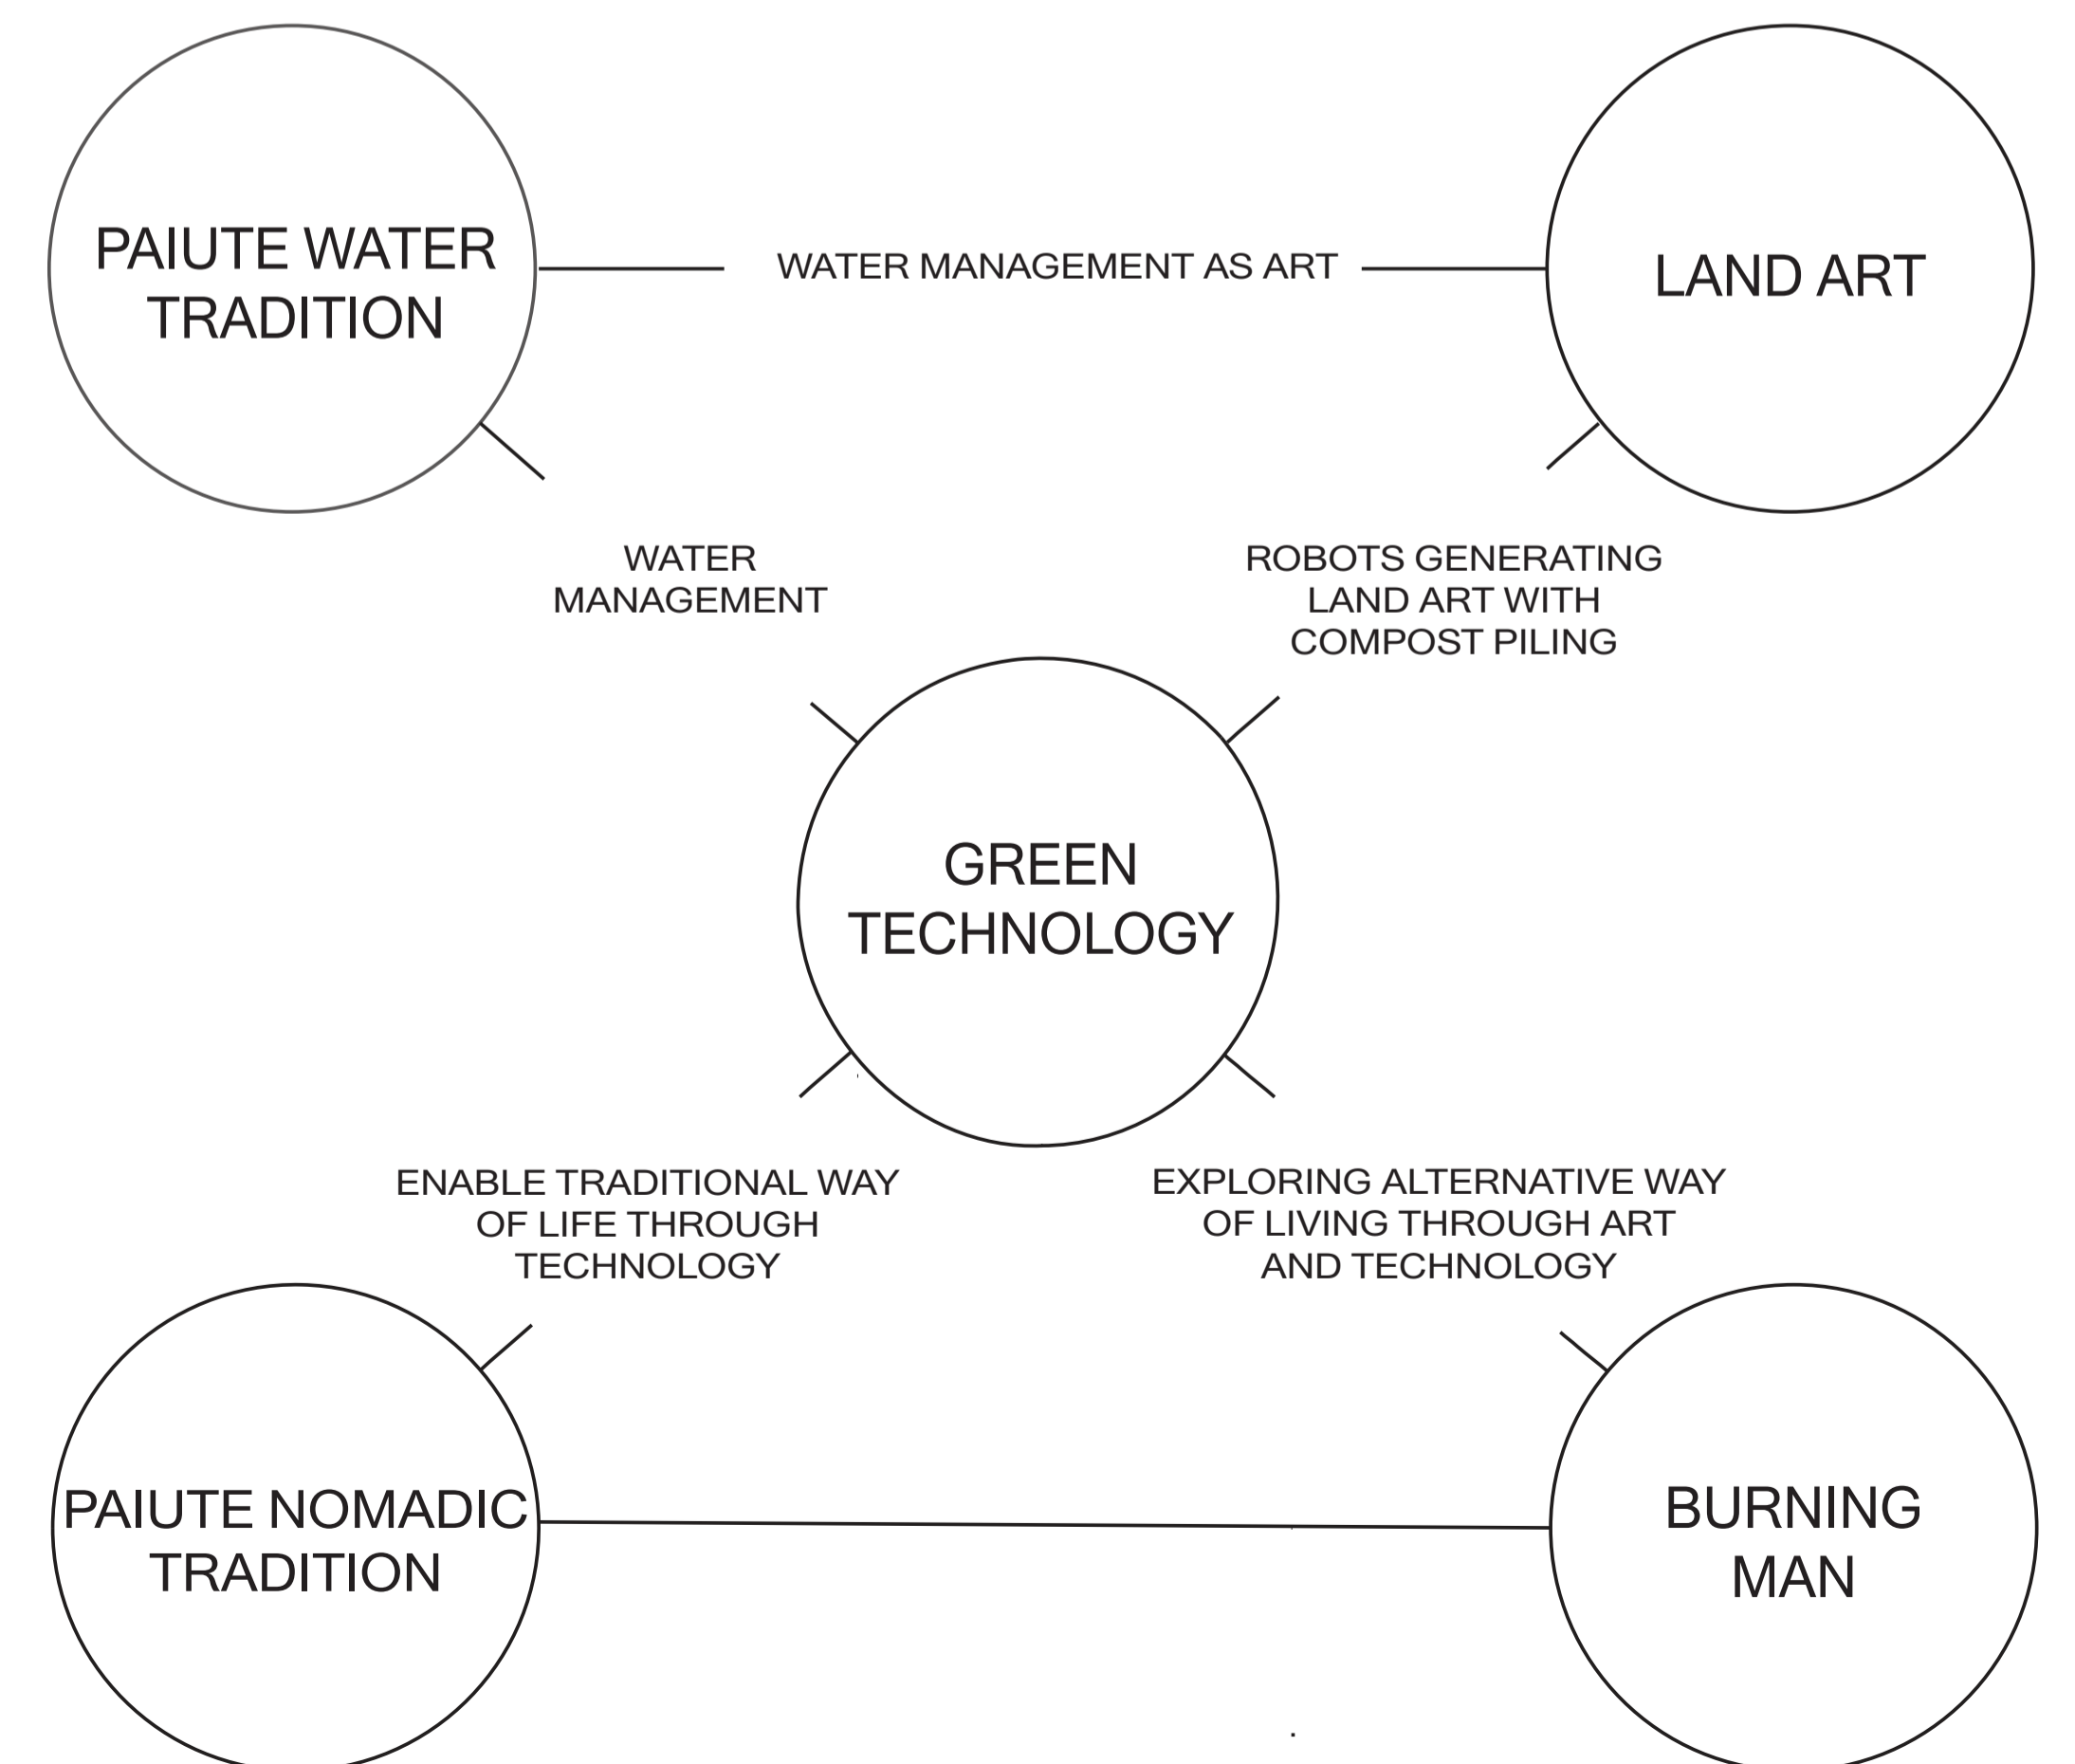 PAIUTE WATER
TRADITION
WATER MANAGEMENT AS ART
LAND ART
WATER
MANAGEMENT
ROBOTS GENERATING
LAND ART WITH
COMPOST PILING
GREEN
TECHNOLOGY
ENABLE TRADITIONAL WAY
OF LIFE THROUGH
TECHNOLOGY
EXPLORING ALTERNATIVE WAY
OF LIVING THROUGH ART
AND TECHNOLOGY
PAIUTE NOMADIC
TRADITION
BURNING
MAN